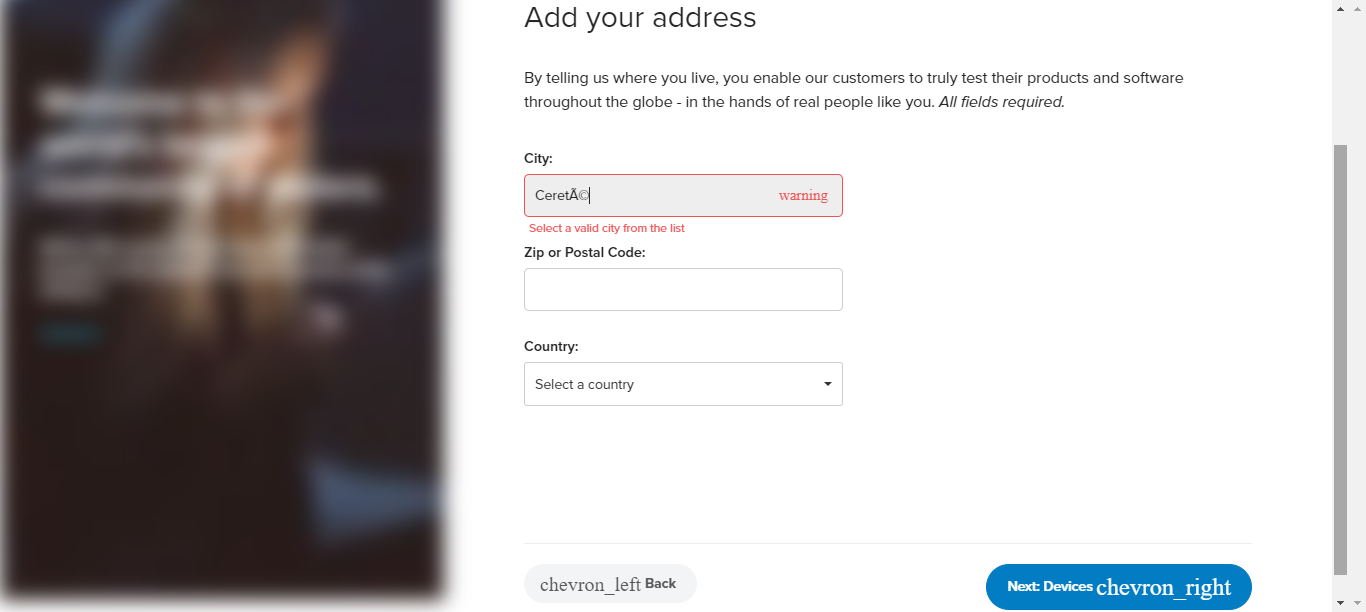 Add your address
By telling us where you live, you enable our customers to truly test their products and software
throughout the globe - in the hands of real people like you. All fields required.
City:
CeretÃ© warning
Select a valid city from the list
Zip or Postal Code:
Country:
Select a country
chevron_left Back
Next: Devices chevron_right